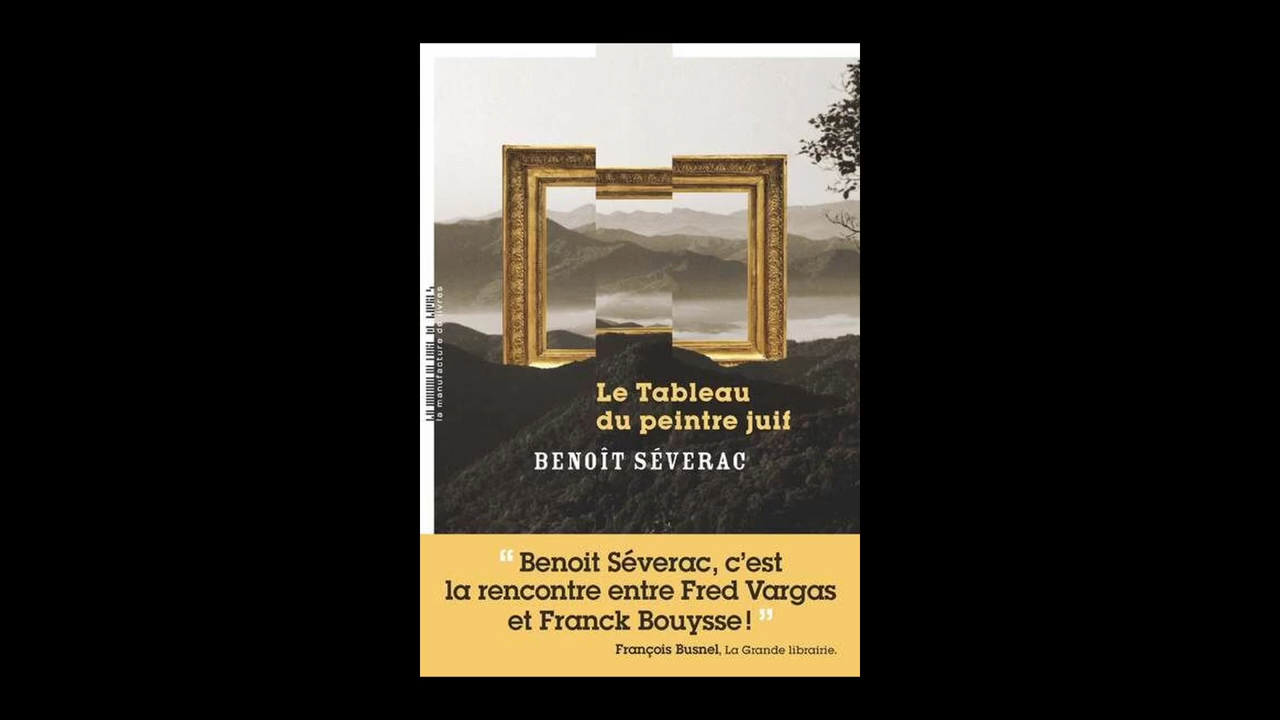 la manufacture de livres
Le Tableau
du peintre juif
BENOÎT SÉVERAC
“ Benoit Séverac, c’est
la rencontre entre Fred Vargas
et Franck Bouysse ! ”
François Busnel, La Grande librairie.